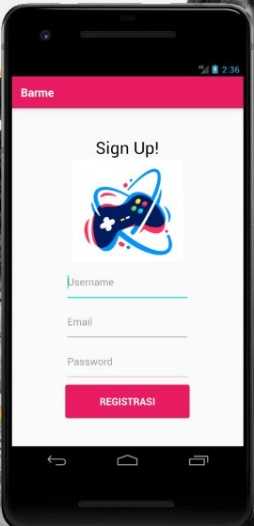 2:36
Barme
Sign Up!
Username
Email
Password
REGISTRASI